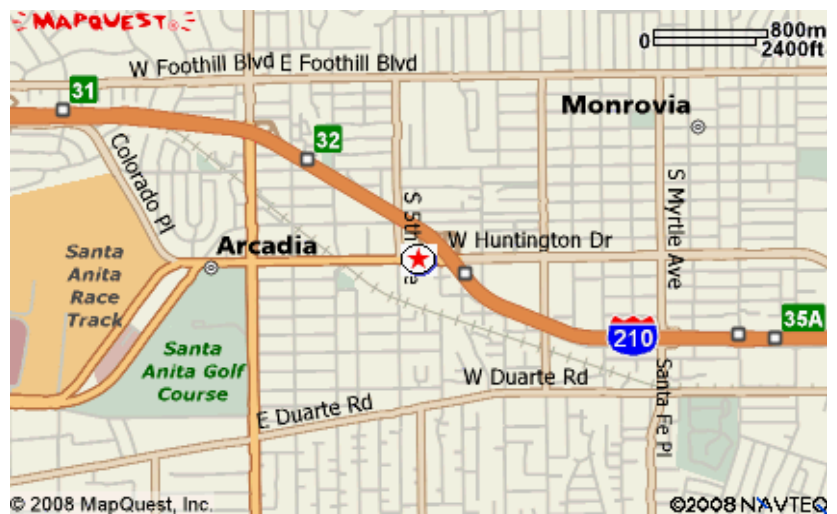 MAPQUEST
0 800m
2400ft
W Foothill Blvd E Foothill Blvd
31
Monrovia
32
Colorado Pl
S 5th
S Myrtle Ave
W Huntington Dr
Arcadia
Santa
Anita
Race
Track
35A
210
Santa
Anita Golf
Course
W Duarte Rd
Santa Fe Pl
E Duarte Rd
© 2008 MapQuest, Inc.
©2008 NAVTEQ